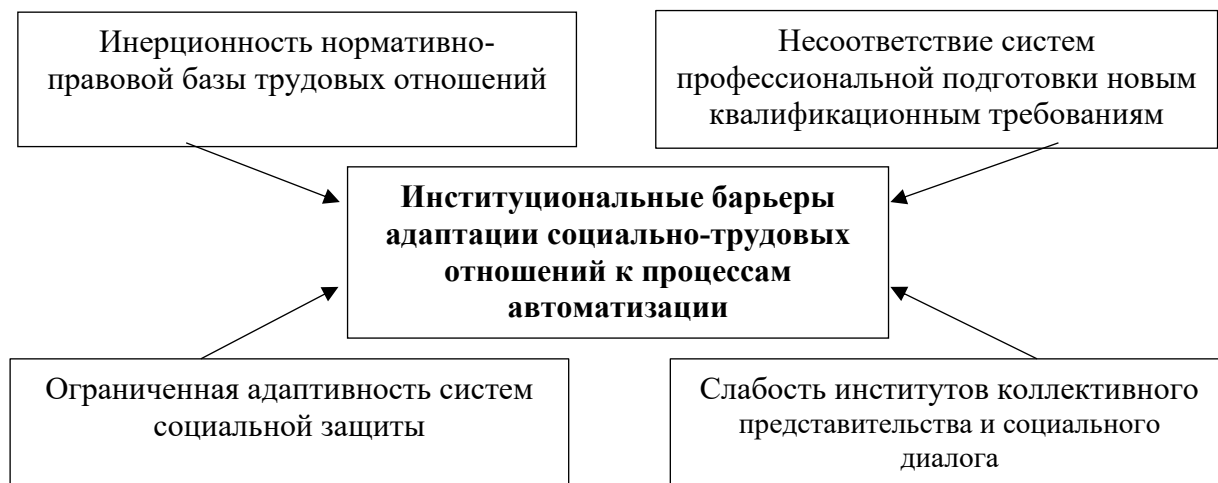 Инерционность нормативно-
правовой базы трудовых отношений
Несоответствие систем
профессиональной подготовки новым
квалификационным требованиям
Институциональные барьеры
адаптации социально-трудовых
отношений к процессам
автоматизации
Ограниченная адаптивность систем
социальной защиты
Слабость институтов коллективного
представительства и социального
диалога